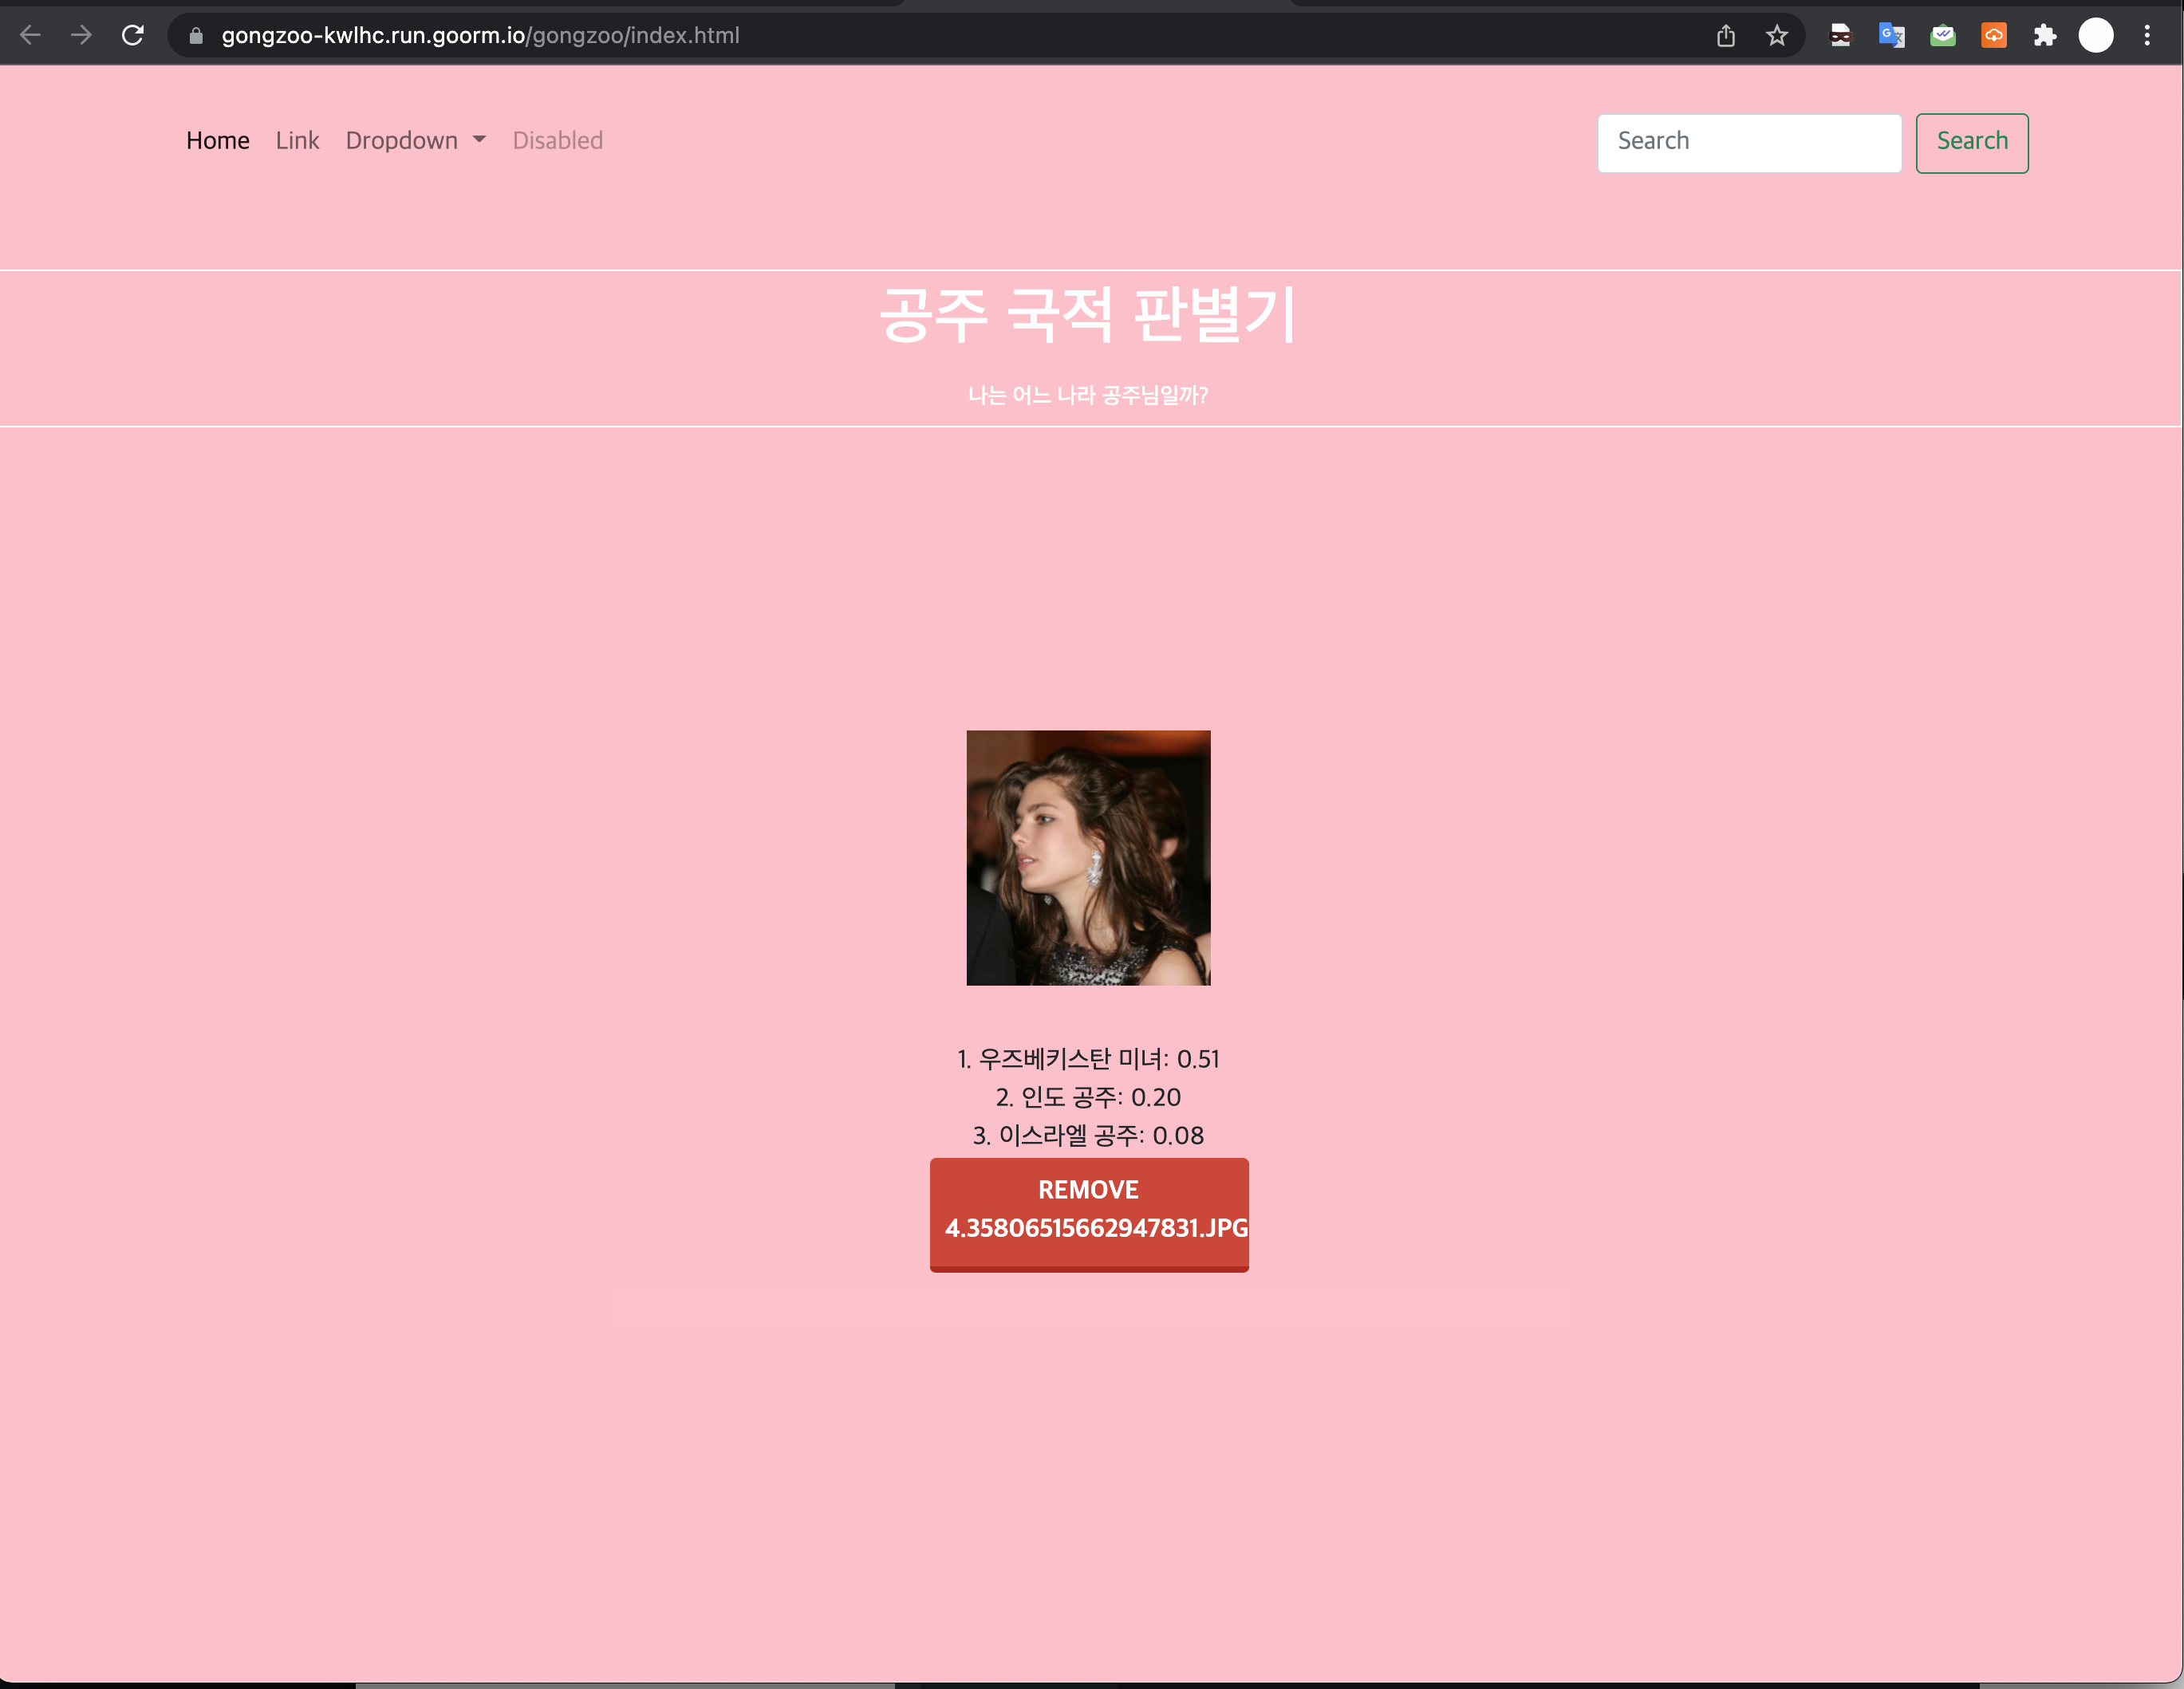 gongzoo-kwlhc.run.goorm.io/gongzoo/index.html
Home Link Dropdown Disabled Search Search
공주 국적 판별기
나는 어느 나라 공주님일까?
1. 우즈베키스탄 미녀: 0.51
2. 인도 공주: 0.20
3. 이스라엘 공주: 0.08
REMOVE
4.35806515662947831.JPG